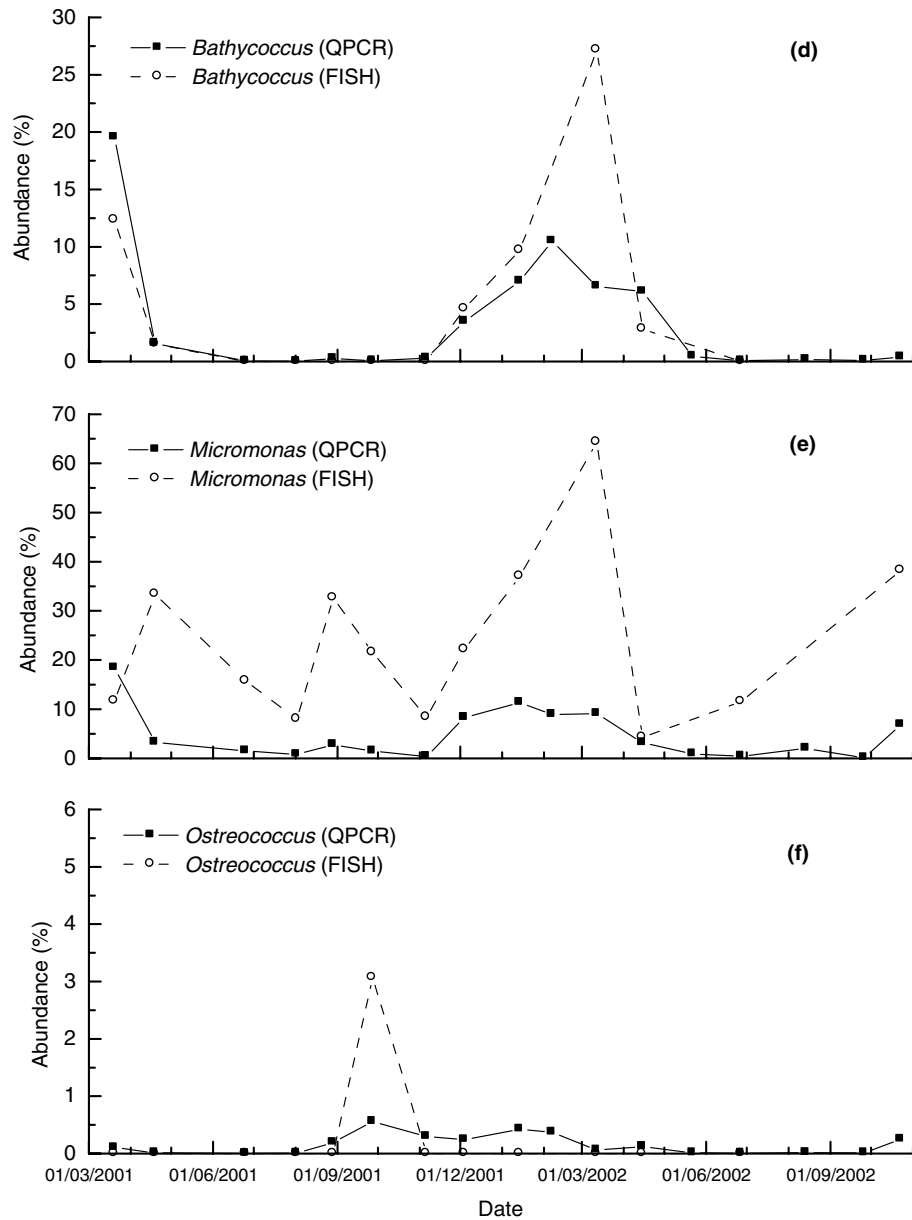 30
25
20
15
10
5
0
Abundance (%)
Bathycoccus (QPCR)
Bathycoccus (FISH)
(d)
70
60
50
40
30
20
10
0
Abundance (%)
Micromonas (QPCR)
Micromonas (FISH)
(e)
6
5
4
3
2
1
0
Abundance (%)
Ostreococcus (QPCR)
Ostreococcus (FISH)
(f)
01/03/2001 01/06/2001 01/09/2001 01/12/2001 01/03/2002 01/06/2002 01/09/2002
Date